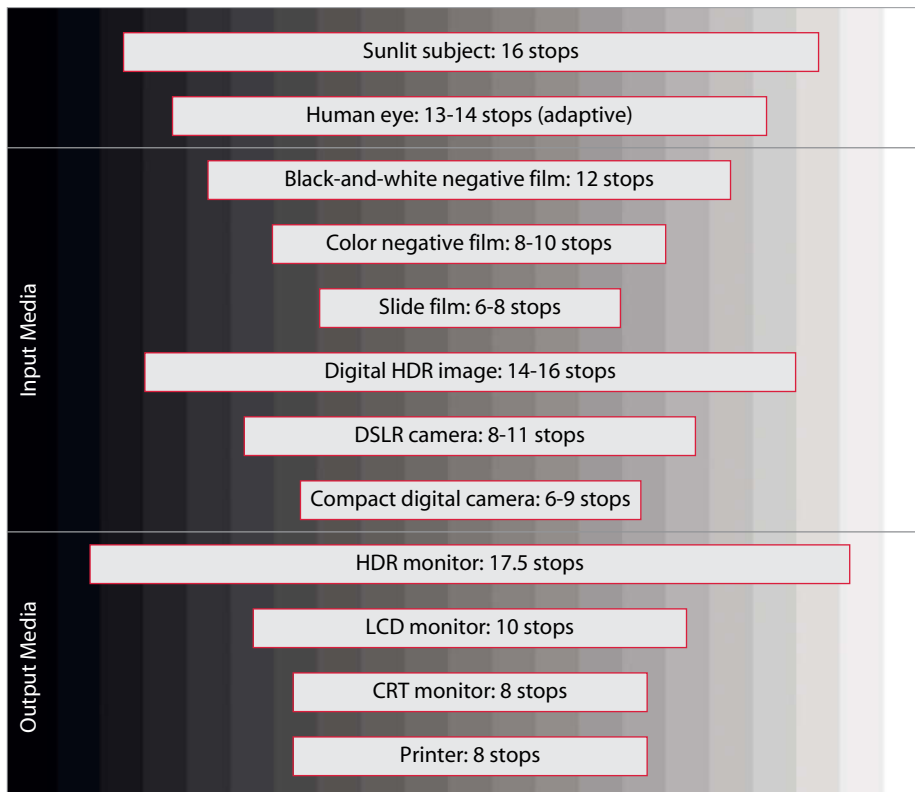 Sunlit subject: 16 stops
Human eye: 13-14 stops (adaptive)
Input Media
Black-and-white negative film: 12 stops
Color negative film: 8-10 stops
Slide film: 6-8 stops
Digital HDR image: 14-16 stops
DSLR camera: 8-11 stops
Compact digital camera: 6-9 stops
Output Media
HDR monitor: 17.5 stops
LCD monitor: 10 stops
CRT monitor: 8 stops
Printer: 8 stops